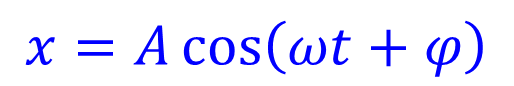 x = A cos(ωt + φ)